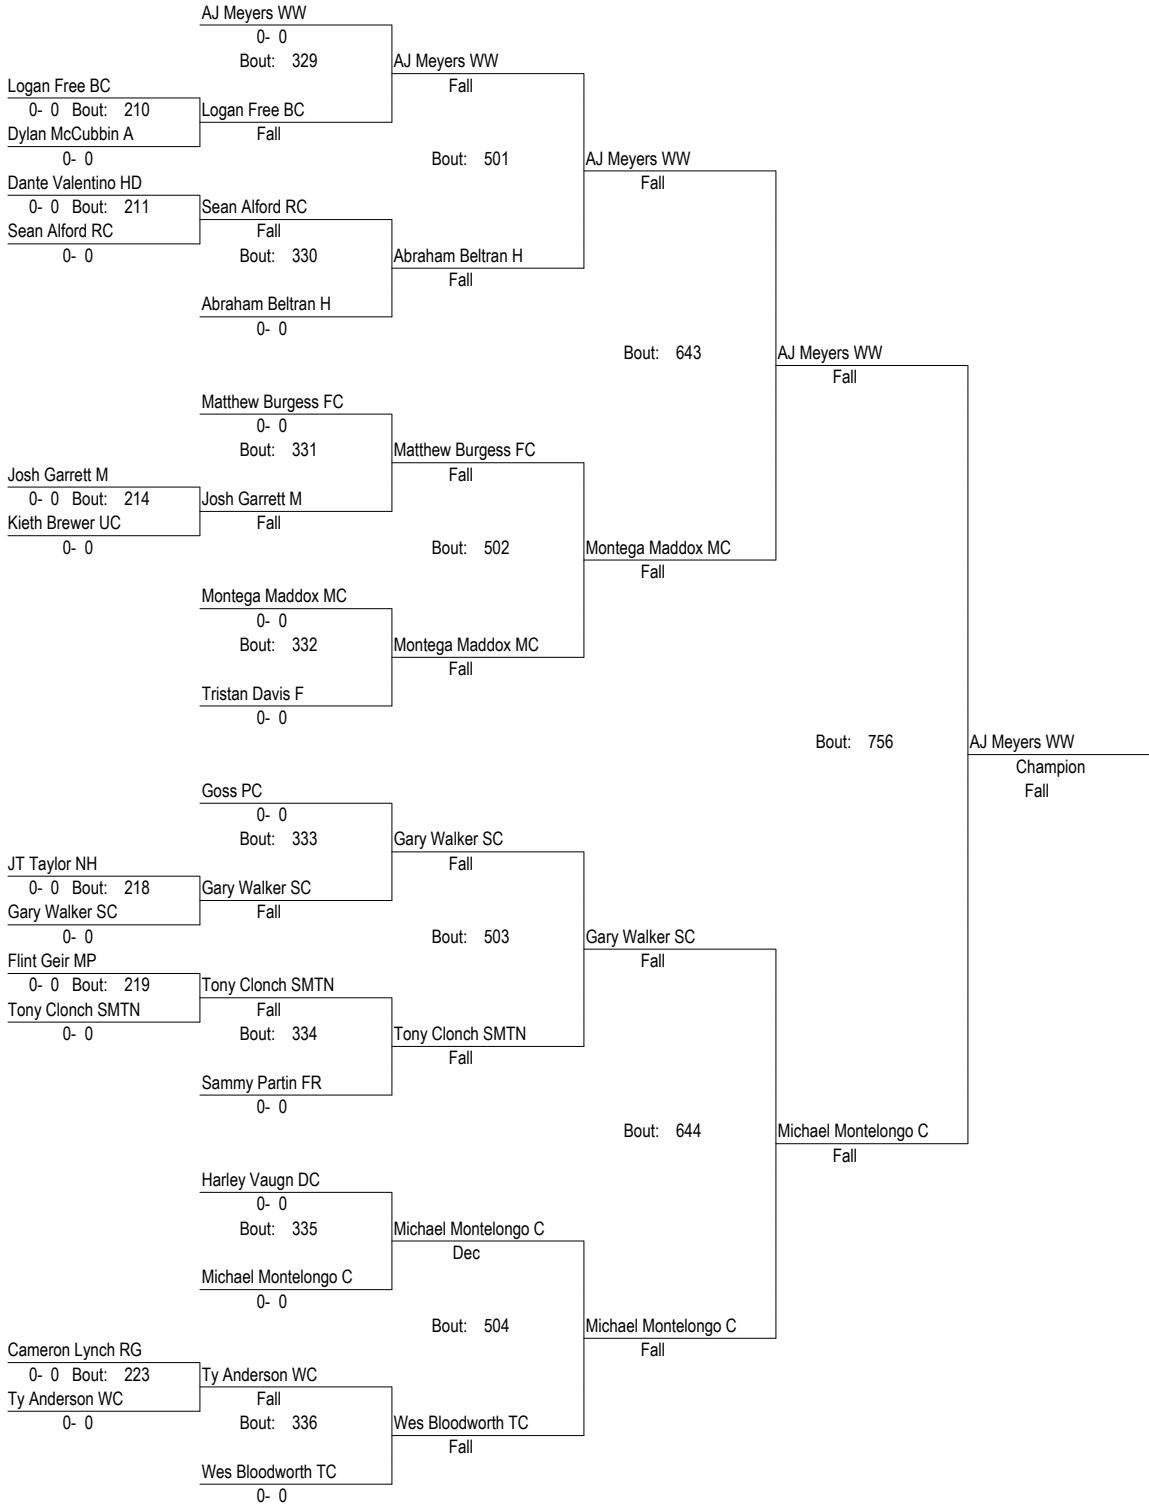 AJ Meyers WW
0- 0
Bout: 329
AJ Meyers WW
Fall
Logan Free BC
0- 0 Bout: 210
Logan Free BC
Fall
Dylan McCubbin A
0- 0
Bout: 501
AJ Meyers WW
Fall
Dante Valentino HD
0- 0 Bout: 211
Sean Alford RC
Fall
Sean Alford RC
0- 0
Bout: 330
Abraham Beltran H
Fall
Abraham Beltran H
0- 0
Bout: 643
AJ Meyers WW
Fall
Matthew Burgess FC
0- 0
Bout: 331
Matthew Burgess FC
Fall
Josh Garrett M
0- 0 Bout: 214
Josh Garrett M
Fall
Kieth Brewer UC
0- 0
Bout: 502
Montega Maddox MC
Fall
Montega Maddox MC
0- 0
Bout: 332
Montega Maddox MC
Fall
Tristan Davis F
0- 0
Bout: 756
AJ Meyers WW
Champion
Fall
Goss PC
0- 0
Bout: 333
Gary Walker SC
Fall
JT Taylor NH
0- 0 Bout: 218
Gary Walker SC
Fall
Gary Walker SC
0- 0
Bout: 503
Gary Walker SC
Fall
Flint Geir MP
0- 0 Bout: 219
Tony Clonch SMTN
Fall
Tony Clonch SMTN
0- 0
Bout: 334
Tony Clonch SMTN
Fall
Sammy Partin FR
0- 0
Bout: 644
Michael Montelongo C
Fall
Harley Vaugn DC
0- 0
Bout: 335
Michael Montelongo C
Dec
Michael Montelongo C
0- 0
Bout: 504
Michael Montelongo C
Fall
Cameron Lynch RG
0- 0 Bout: 223
Ty Anderson WC
Fall
Ty Anderson WC
0- 0
Bout: 336
Wes Bloodworth TC
Fall
Wes Bloodworth TC
0- 0